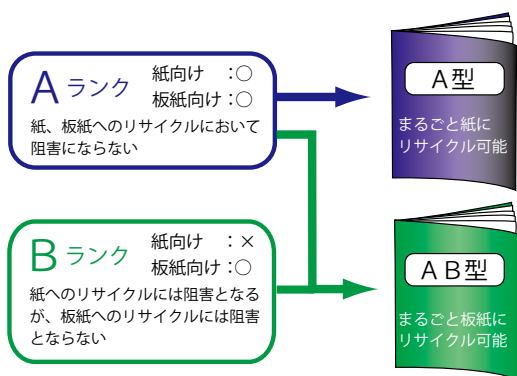 Aランク 紙向け :○
板紙向け:○
紙、板紙へのリサイクルにおいて
阻害にならない
A型
まるごと紙に
リサイクル可能
Bランク 紙向け :×
板紙向け:○
紙へのリサイクルには阻害となる
が、板紙へのリサイクルには阻害
とならない
AB型
まるごと板紙に
リサイクル可能